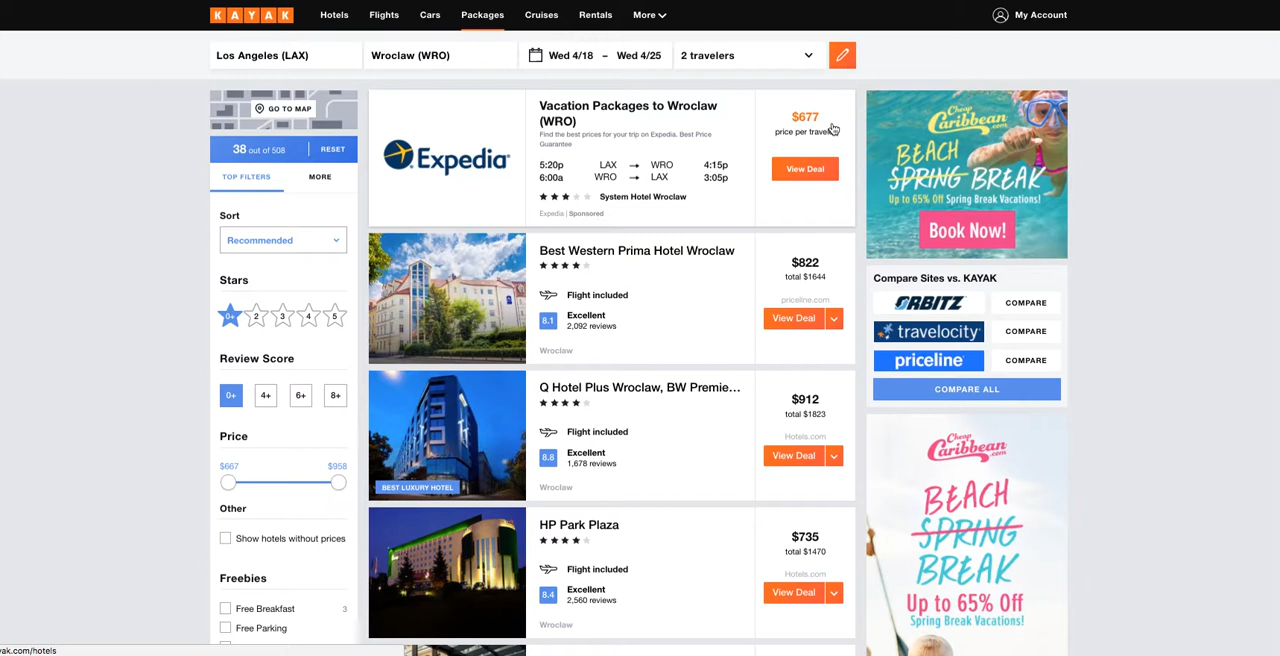 KAYAK Hotels Flights Cars Packages Cruises Rentals More My Account
Los Angeles (LAX) Wroclaw (WRO) Wed 4/18 – Wed 4/25 2 travelers
GO TO MAP
38 out of 508 RESET
TOP FILTERS MORE
Sort
Recommended
Stars
0+ 2 3 4 5
Review Score
0+ 4+ 6+ 8+
Price
$667 $958
Other
Show hotels without prices
Freebies
Free Breakfast 3
Free Parking
Expedia
Vacation Packages to Wroclaw
(WRO)
Find the best prices for your trip on Expedia. Best Price
Guarantee
5:20p LAX → WRO 4:15p
6:00a WRO → LAX 3:05p
System Hotel Wroclaw
Expedia | Sponsored
$677
price per
View Deal
Best Western Prima Hotel Wroclaw
Flight included
8.1 Excellent
2,092 reviews
Wroclaw
$822
total $1644
priceline.com
View Deal
Q Hotel Plus Wroclaw, BW Premie...
Flight included
8.8 Excellent
1,678 reviews
Wroclaw
BEST LUXURY HOTEL
$912
total $1823
Hotels.com
View Deal
HP Park Plaza
Flight included
8.4 Excellent
2,560 reviews
Wroclaw
$735
total $1470
Hotels.com
View Deal
Cheap
Caribbean
.com
BEACH
SPRING BREAK
Up to 65% Off Spring Break Vacations!
Book Now!
Compare Sites vs. KAYAK
ORBITZ COMPARE
travelocity COMPARE
priceline COMPARE
COMPARE ALL
Cheap
Caribbean
.com
BEACH
SPRING
BREAK
Up to 65% Off
Spring Break Vacations!
yak.com/hotels